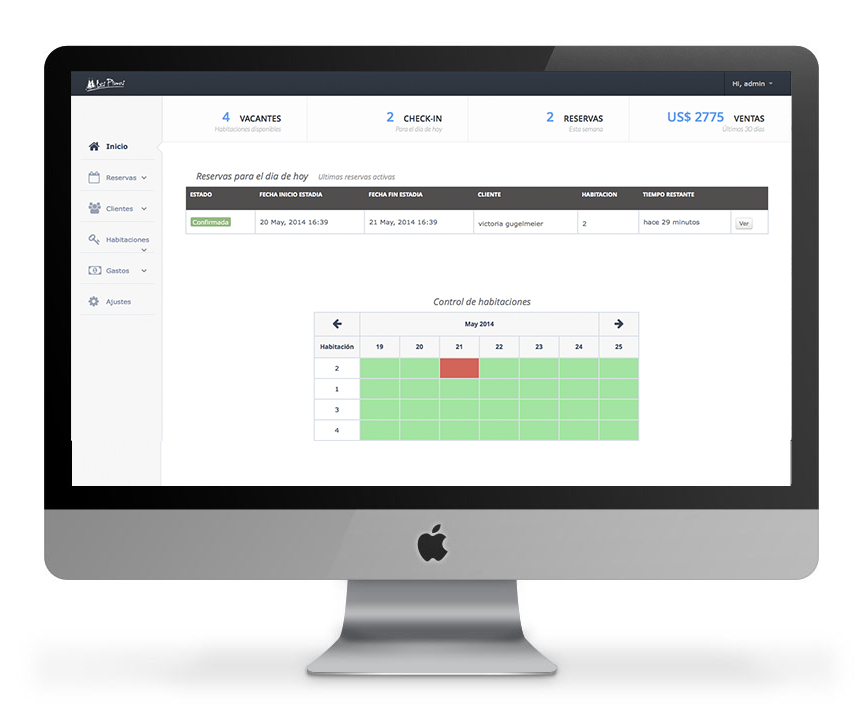 Los Pinos
Hi, admin
4 VACANTES
Habitaciones disponibles
2 CHECK-IN
Para el día de hoy
2 RESERVAS
Esta semana
US$ 2775 VENTAS
Últimos 30 días
Inicio
Reservas
Clientes
Habitaciones
Gastos
Ajustes
Reservas para el dia de hoy Ultimas reservas activas
ESTADO FECHA INICIO ESTADIA FECHA FIN ESTADIA CLIENTE HABITACION TIEMPO RESTANTE
Confirmada 20 May, 2014 16:39 21 May, 2014 16:39 victoria gugelmeier 2 hace 29 minutos Ver
Control de habitaciones
May 2014
Habitación 19 20 21 22 23 24 25
2
1
3
4